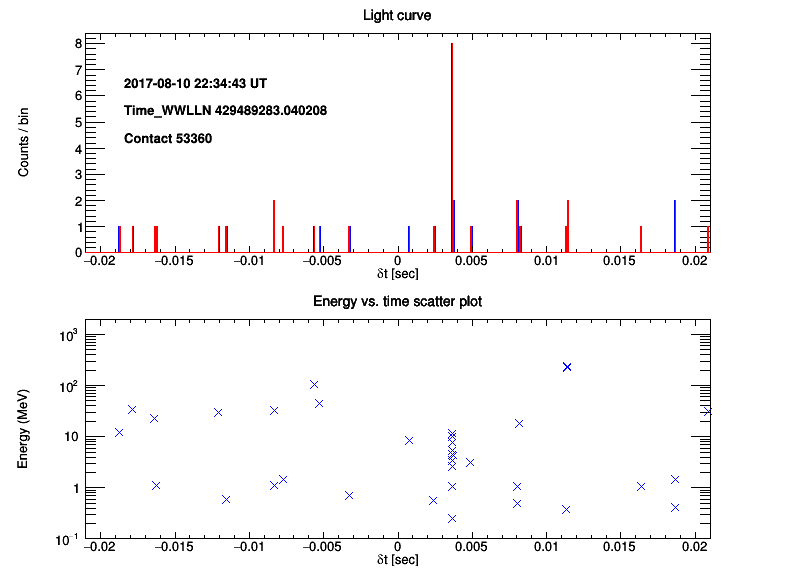 Light curve
Counts / bin
8
7
6
5
4
3
2
1
0
2017-08-10 22:34:43 UT
Time_WWLLN 429489283.040208
Contact 53360
−0.02 −0.015 −0.01 −0.005 0 0.005 0.01 0.015 0.02
δt [sec]
Energy vs. time scatter plot
Energy (MeV)
10³
10²
10
1
10⁻¹
−0.02 −0.015 −0.01 −0.005 0 0.005 0.01 0.015 0.02
δt [sec]